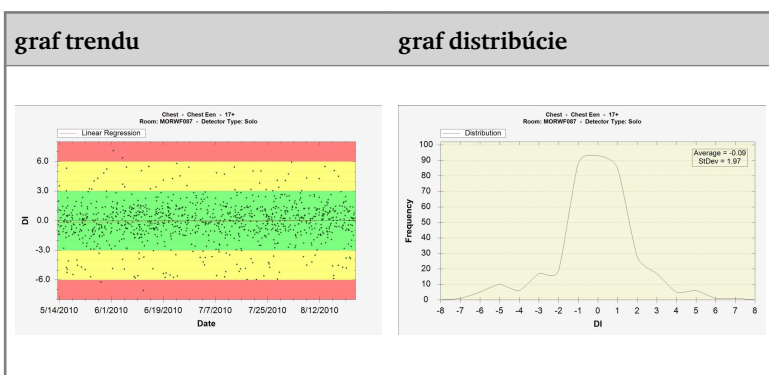 graf trendu
graf distribúcie
Chest - Chest Een - 17+
Room: MORWF087 - Detector Type: Solo
Linear Regression
6.0
3.0
0.0
-3.0
-6.0
DI
5/14/2010 6/1/2010 6/19/2010 7/7/2010 7/25/2010 8/12/2010
Date
Chest - Chest Een - 17+
Room: MORWF087 - Detector Type: Solo
Distribution
Average = -0.09
StDev = 1.97
100
90
80
70
60
50
40
30
20
10
0
Frequency
-8 -7 -6 -5 -4 -3 -2 -1 0 1 2 3 4 5 6 7 8
DI